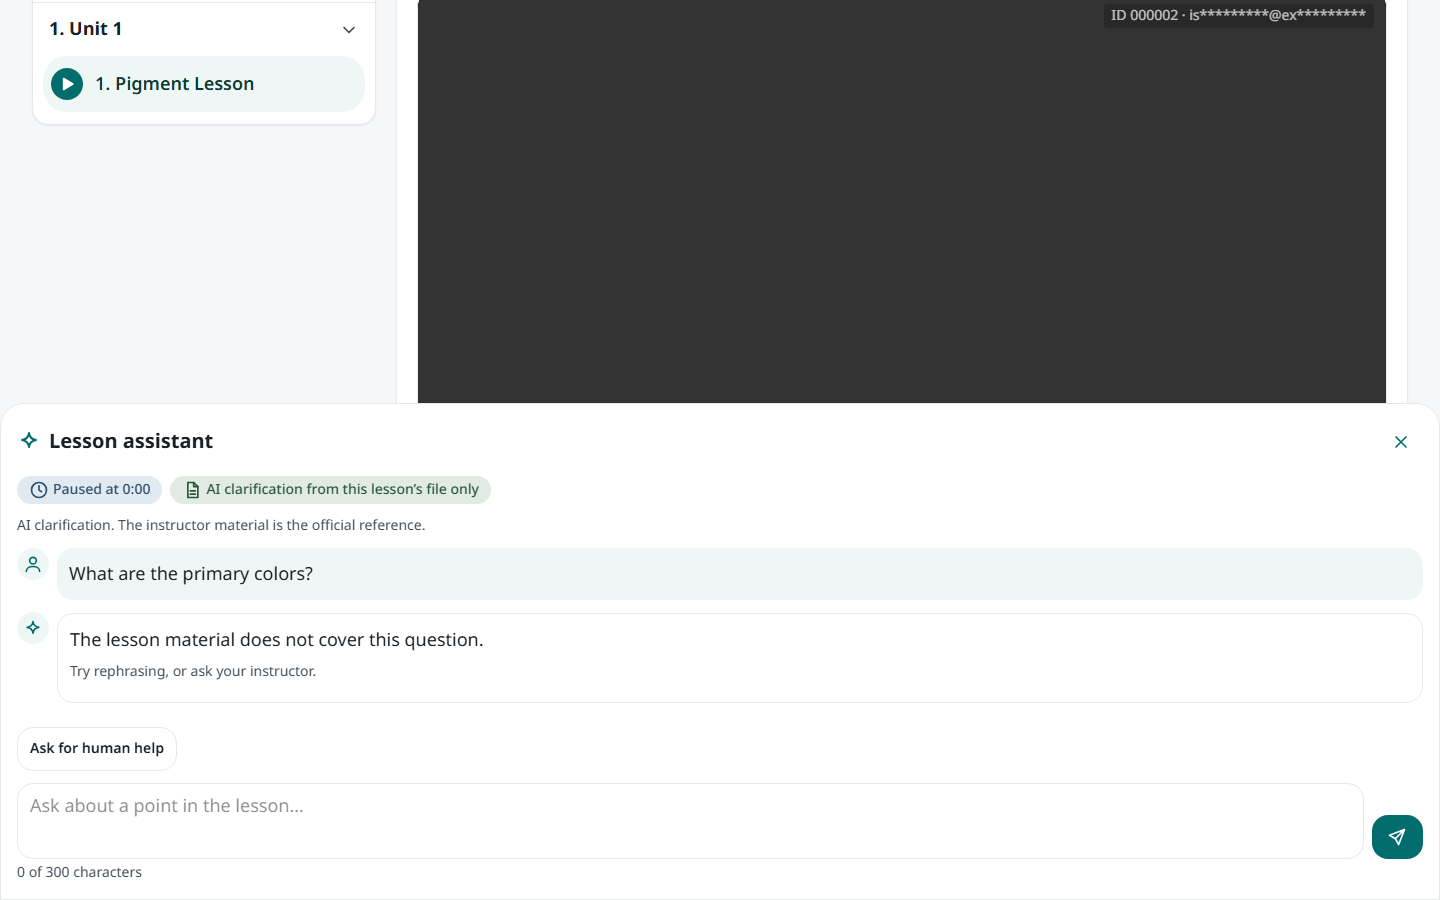 1. Unit 1
1. Pigment Lesson
ID 000002 · is*********@ex*********
Lesson assistant
Paused at 0:00
AI clarification from this lesson’s file only
AI clarification. The instructor material is the official reference.
What are the primary colors?
The lesson material does not cover this question.
Try rephrasing, or ask your instructor.
Ask for human help
Ask about a point in the lesson...
0 of 300 characters